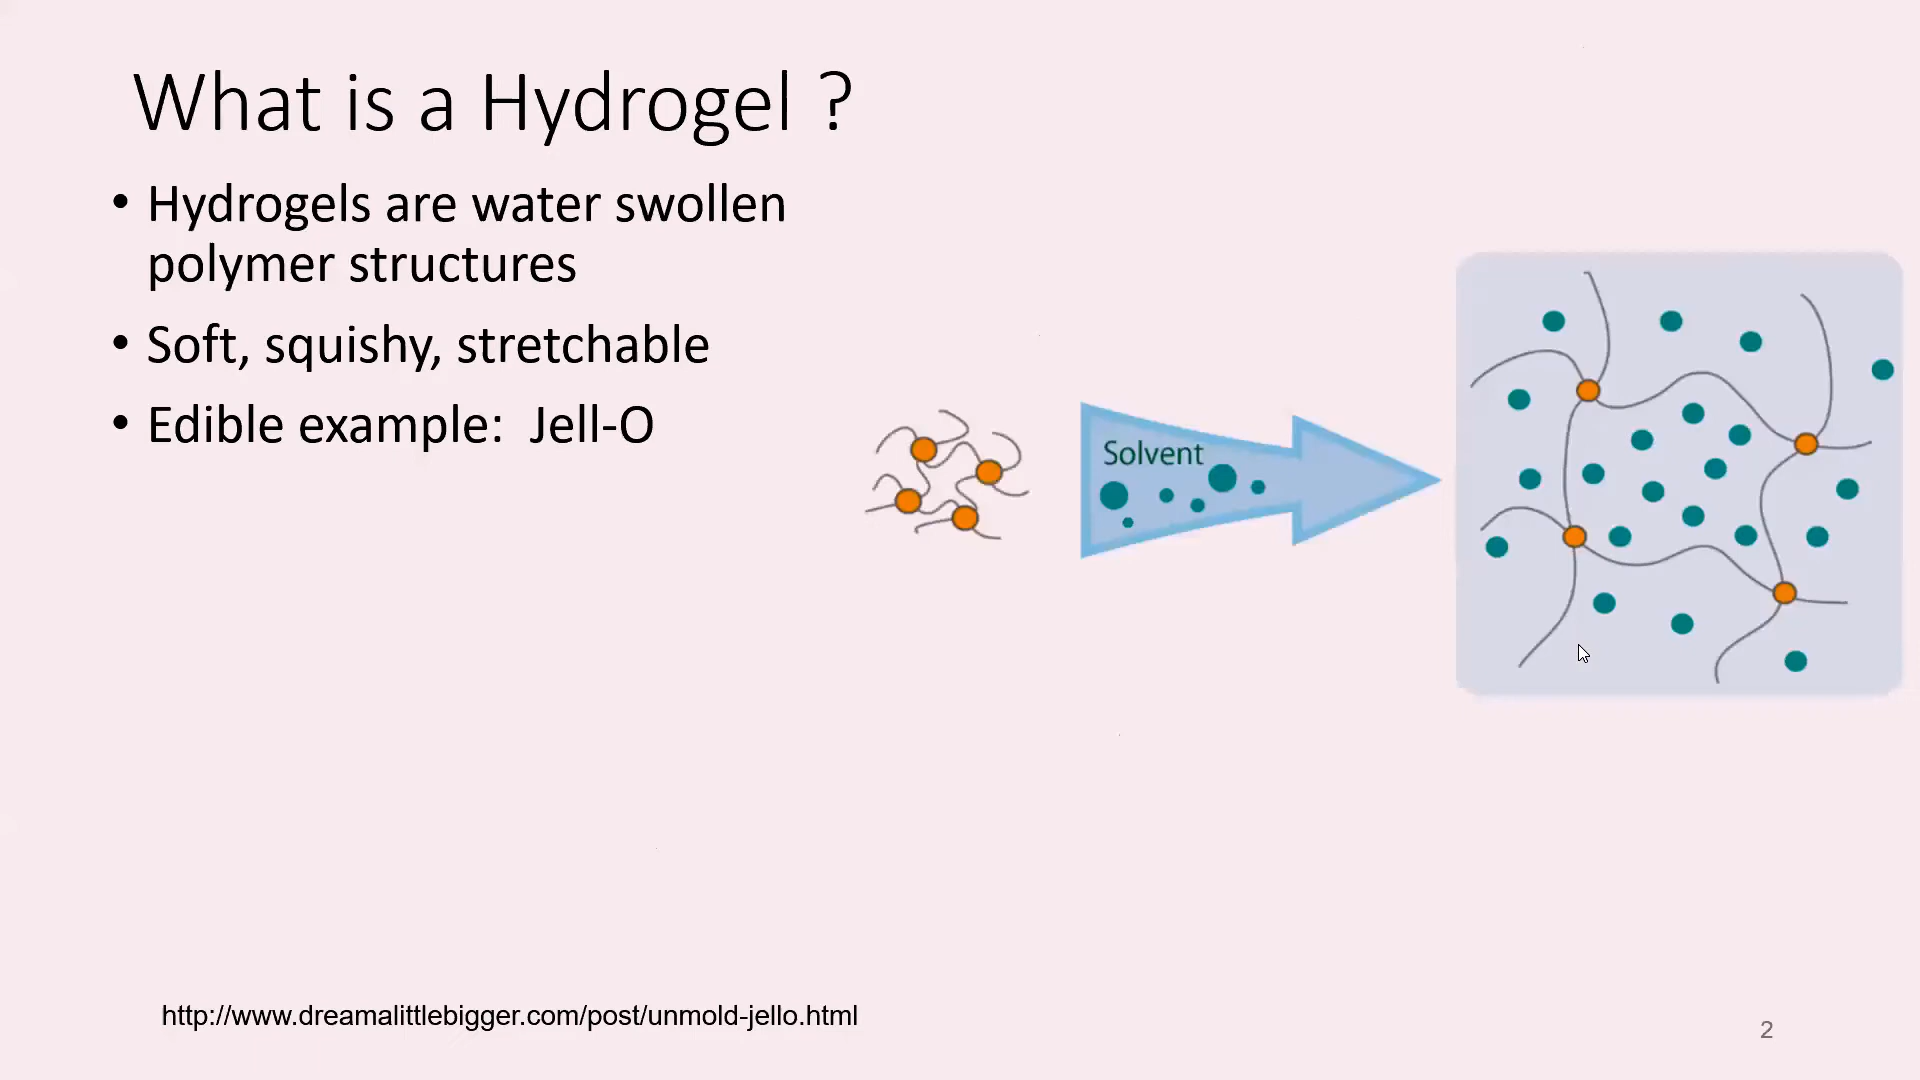 What is a Hydrogel ?
• Hydrogels are water swollen
polymer structures
• Soft, squishy, stretchable
• Edible example:  Jell-O
Solvent
http://www.dreamalittlebigger.com/post/unmold-jello.html
2